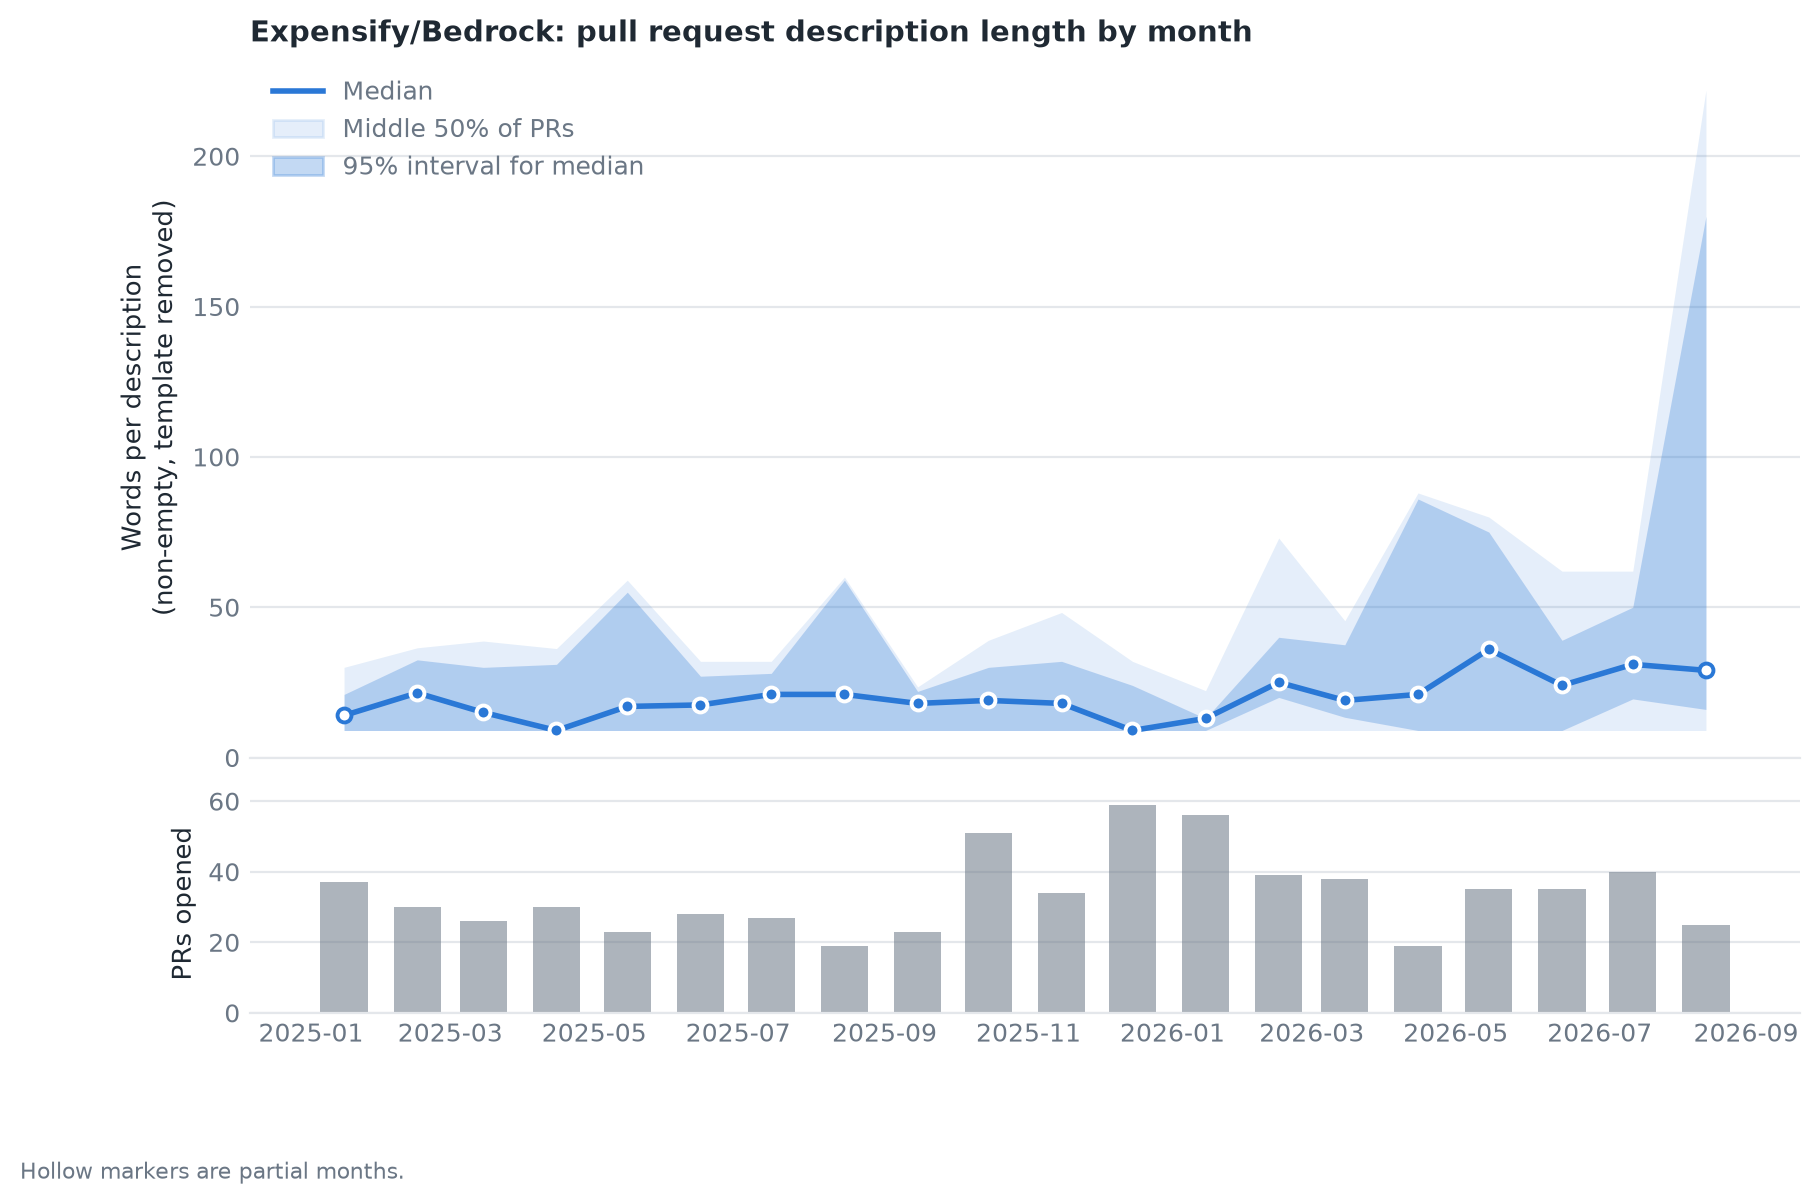 Expensify/Bedrock: pull request description length by month
Median
Middle 50% of PRs
95% interval for median
Words per description
(non-empty, template removed)
200
150
100
50
0
PRs opened
60
40
20
0
2025-01
2025-03
2025-05
2025-07
2025-09
2025-11
2026-01
2026-03
2026-05
2026-07
2026-09
Hollow markers are partial months.